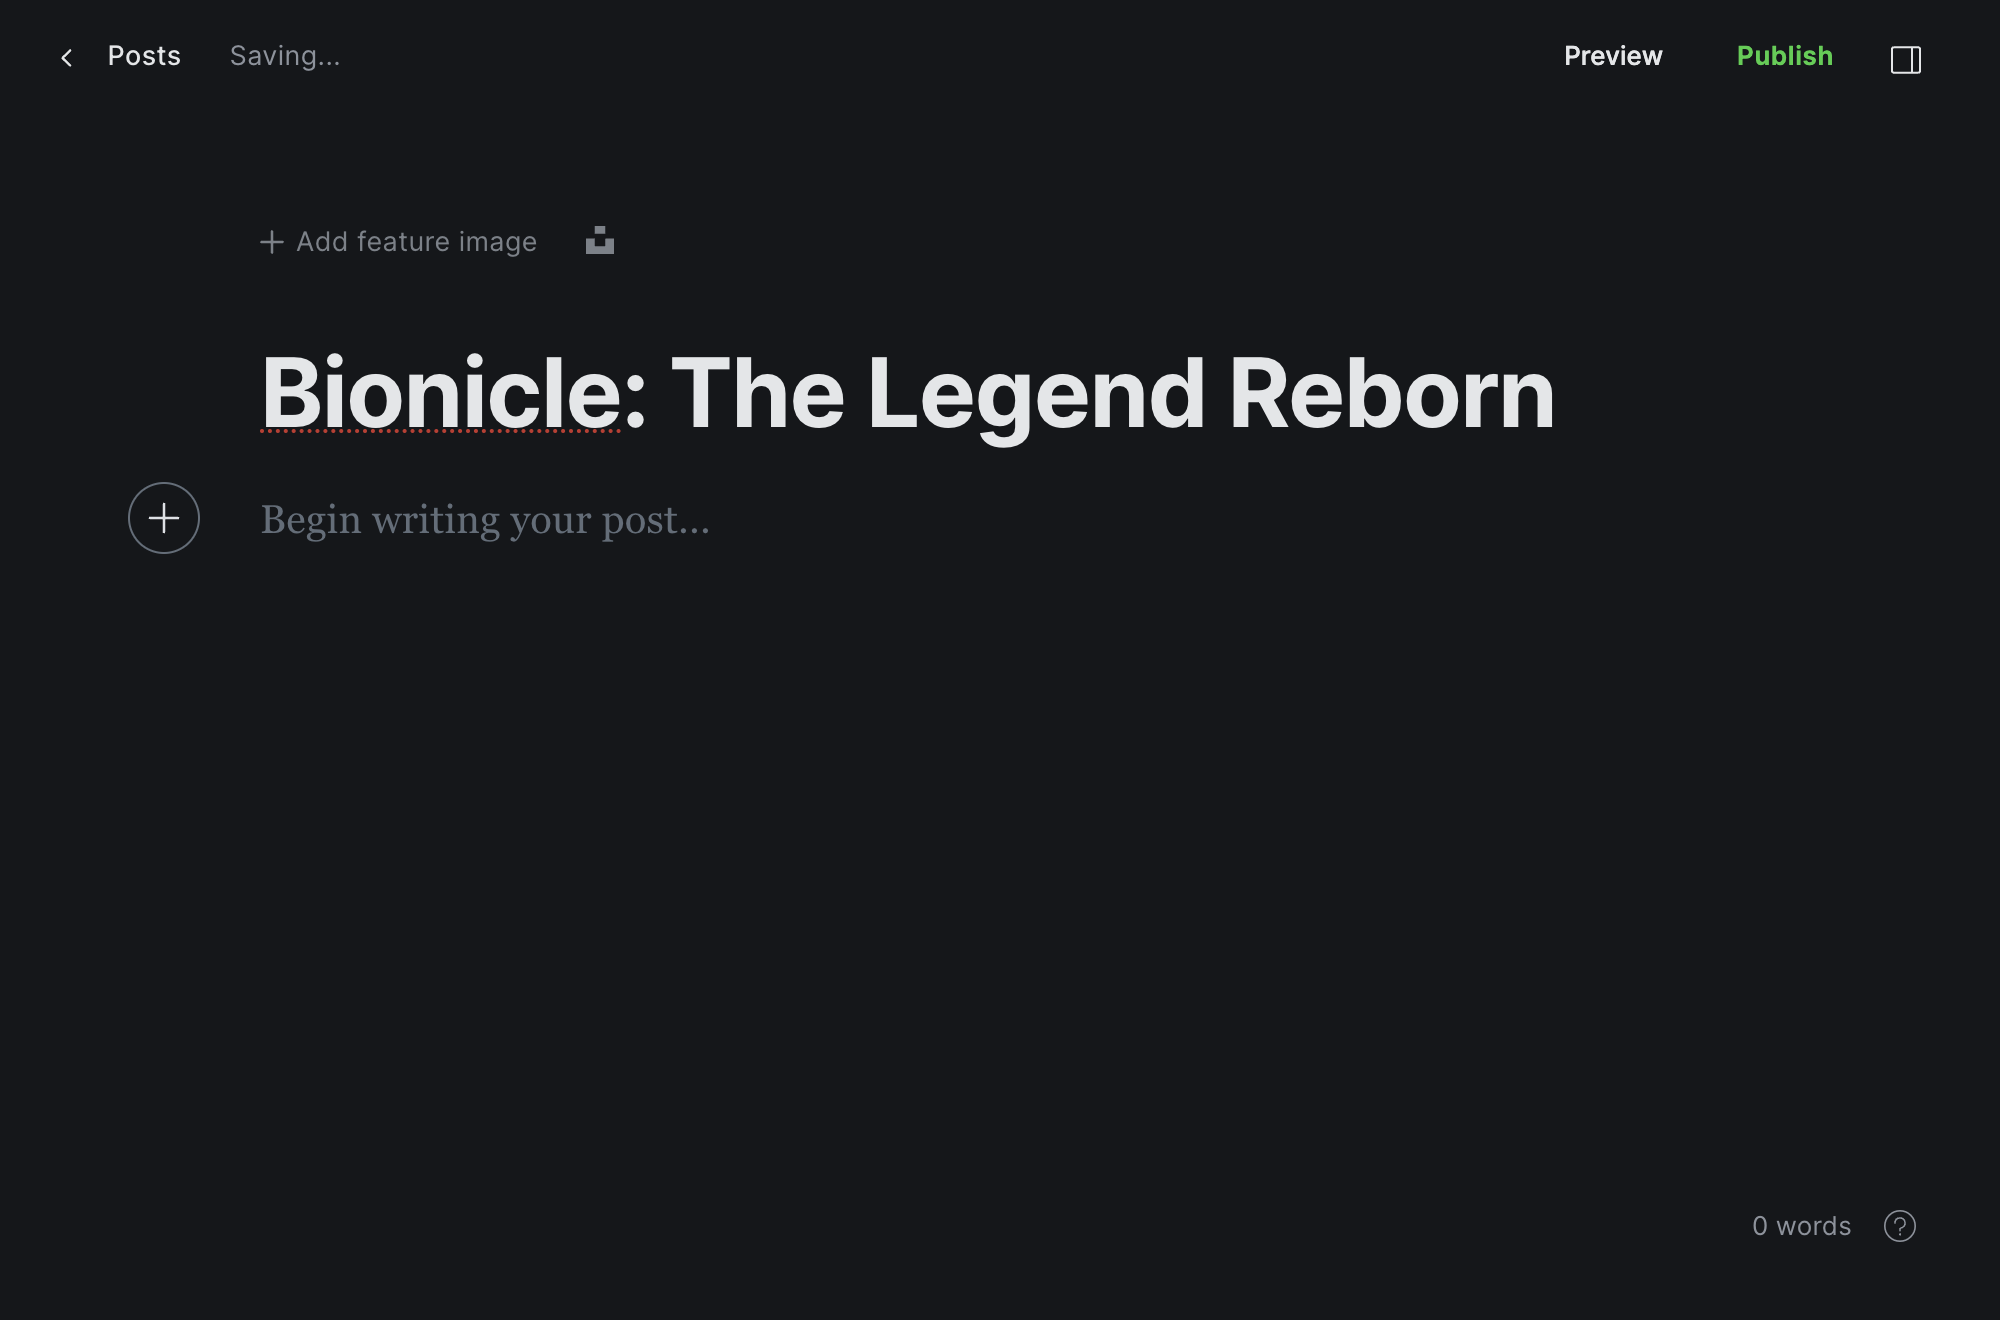 Posts Saving...
Preview Publish
Add feature image
Bionicle: The Legend Reborn
Begin writing your post...
0 words
?